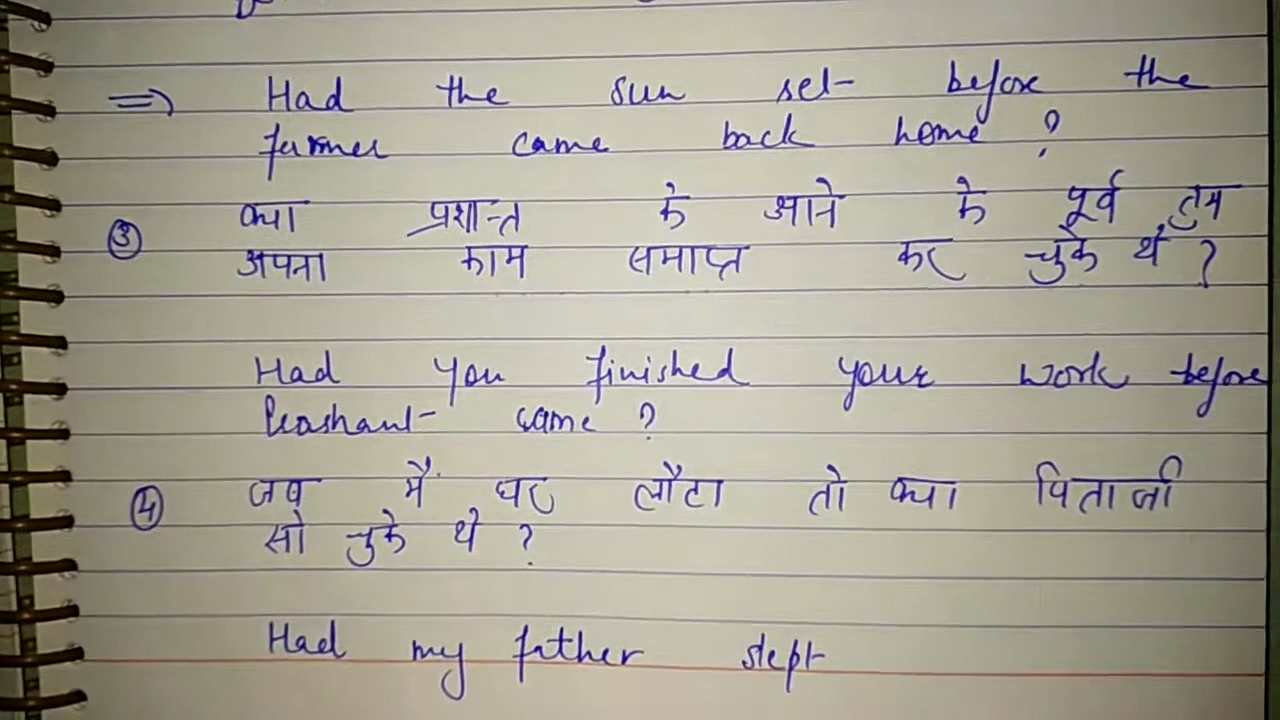 ⇒ Had the sun set before the
farmer came back home ?
③ क्या प्रशान्त के आने के पूर्व तुम
अपना काम समाप्त कर चुके थे ?
Had you finished your work before
Prashant came ?
④ जब मैं घर लौटा तो क्या पिताजी
सो चुके थे ?
Had my father slept